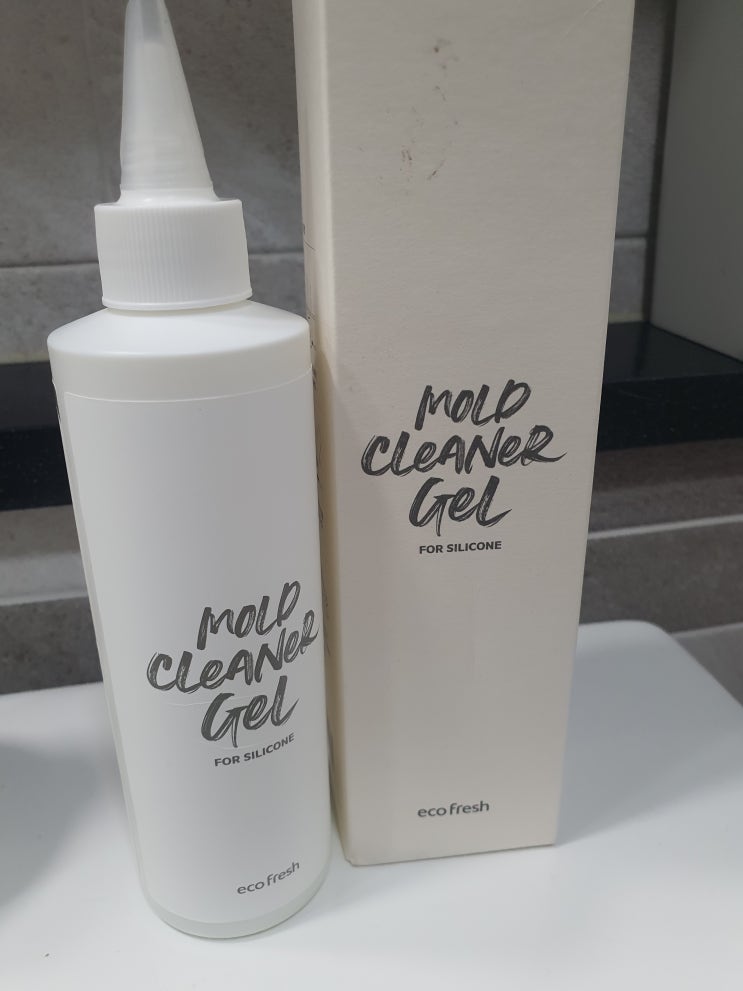 MOLD
CLEANER
GEL
FOR SILICONE
eco fresh
MOLD
CLEANER
GEL
FOR SILICONE
eco fresh